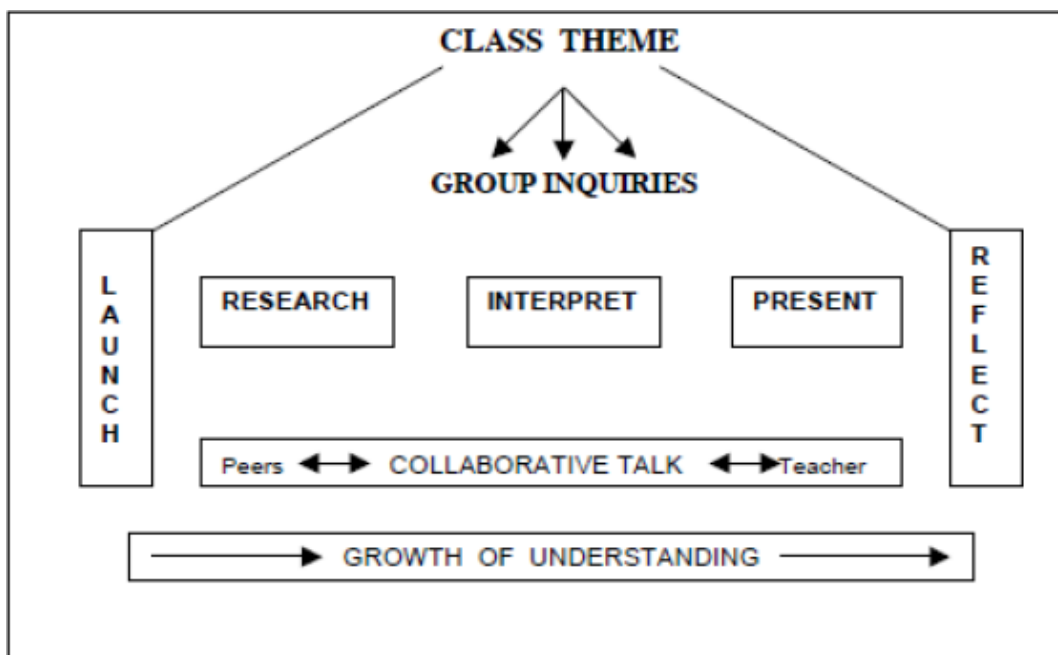 CLASS THEME
GROUP INQUIRIES
LAUNCH
RESEARCH
INTERPRET
PRESENT
REFLECT
Peers COLLABORATIVE TALK Teacher
GROWTH OF UNDERSTANDING